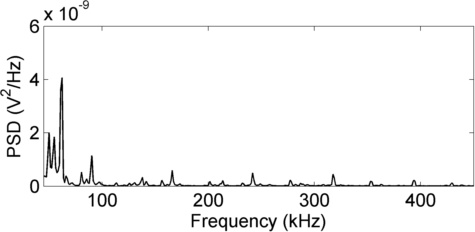 6 x 10⁻⁹
4
2
0
PSD (V²/Hz)
100 200 300 400
Frequency (kHz)